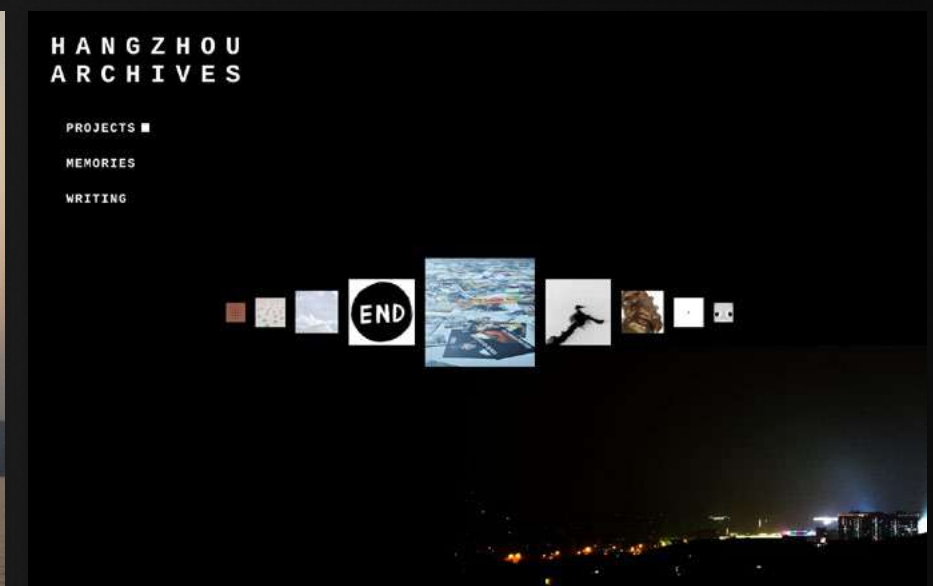 HANGZHOU
ARCHIVES
PROJECTS
MEMORIES
WRITING
END